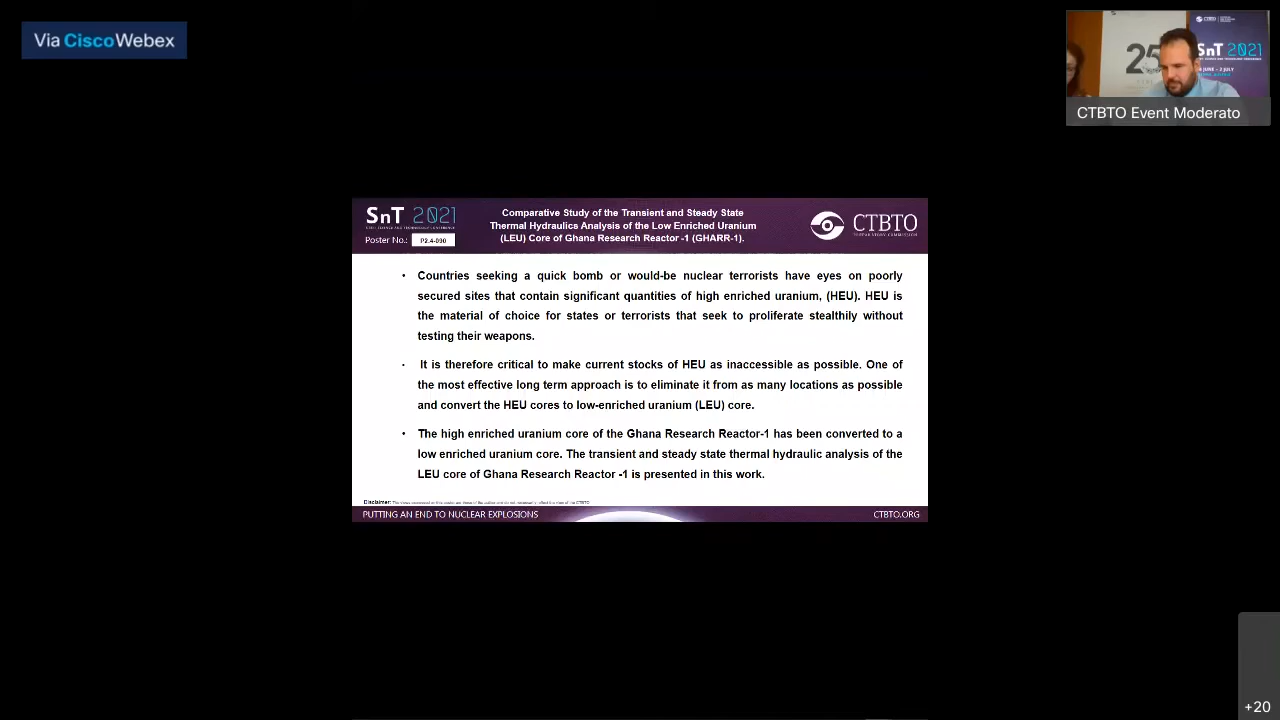 Via CiscoWebex
25
SnT 2021
CTBTO Event Moderato
SnT 2021
Poster No.: P2.4-090
Comparative Study of the Transient and Steady State
Thermal Hydraulics Analysis of the Low Enriched Uranium
(LEU) Core of Ghana Research Reactor -1 (GHARR-1).
CTBTO
• Countries seeking a quick bomb or would-be nuclear terrorists have eyes on poorly
secured sites that contain significant quantities of high enriched uranium, (HEU). HEU is
the material of choice for states or terrorists that seek to proliferate stealthily without
testing their weapons.
• It is therefore critical to make current stocks of HEU as inaccessible as possible. One of
the most effective long term approach is to eliminate it from as many locations as possible
and convert the HEU cores to low-enriched uranium (LEU) core.
• The high enriched uranium core of the Ghana Research Reactor-1 has been converted to a
low enriched uranium core. The transient and steady state thermal hydraulic analysis of the
LEU core of Ghana Research Reactor -1 is presented in this work.
Disclaimer:
PUTTING AN END TO NUCLEAR EXPLOSIONS
CTBTO.ORG
+20